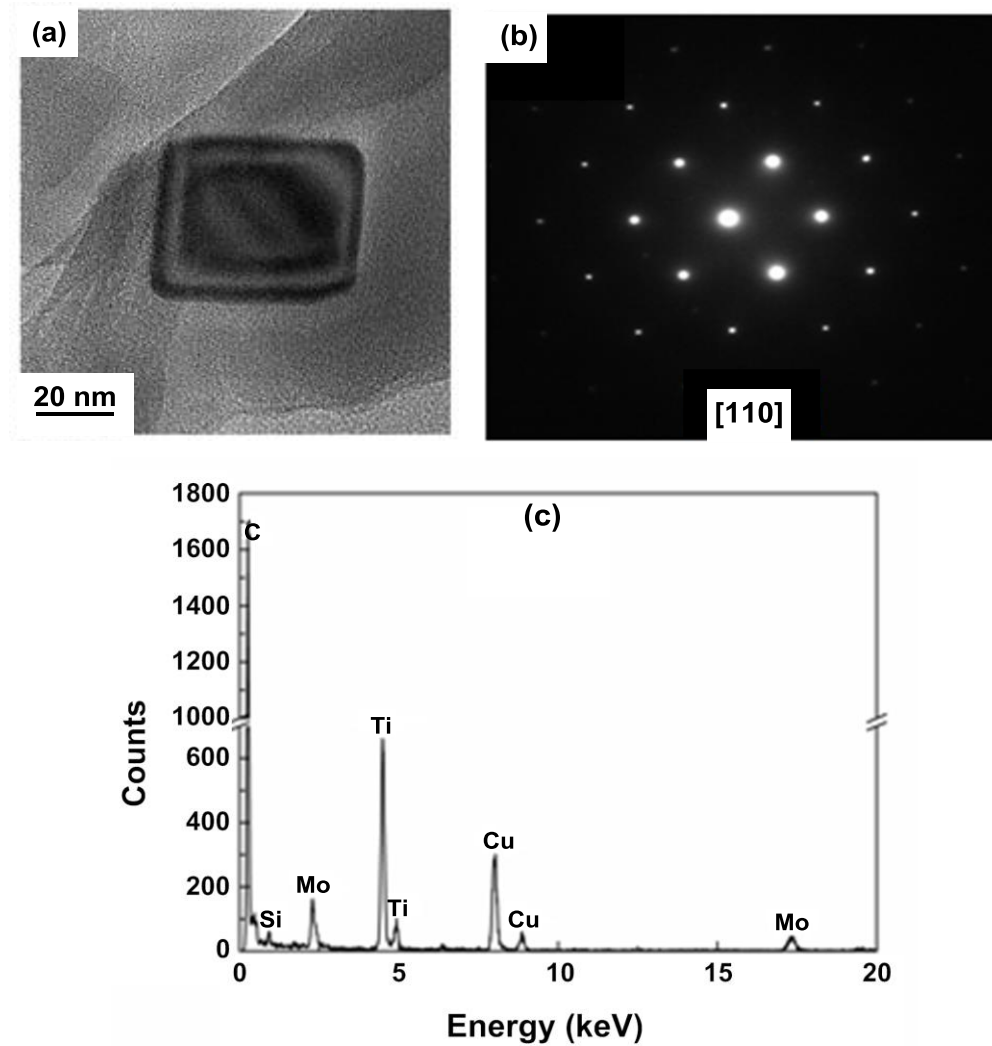 (a)
20 nm
(b)
[110]
(c)
1800
1600
1400
1200
1000
600
400
200
0
C
Si
Mo
Ti
Ti
Cu
Cu
Mo
0 5 10 15 20
Counts
Energy (keV)